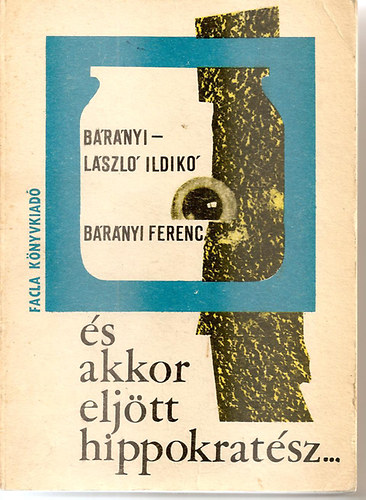 BÁRÁNYI–
LÁSZLÓ ILDIKÓ
BÁRÁNYI FERENC
FACLA KÖNYVKIADÓ
és
akkor
eljött
hippokratész...